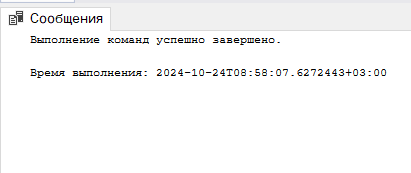 Сообщения
Выполнение команд успешно завершено.
Время выполнения: 2024-10-24T08:58:07.6272443+03:00